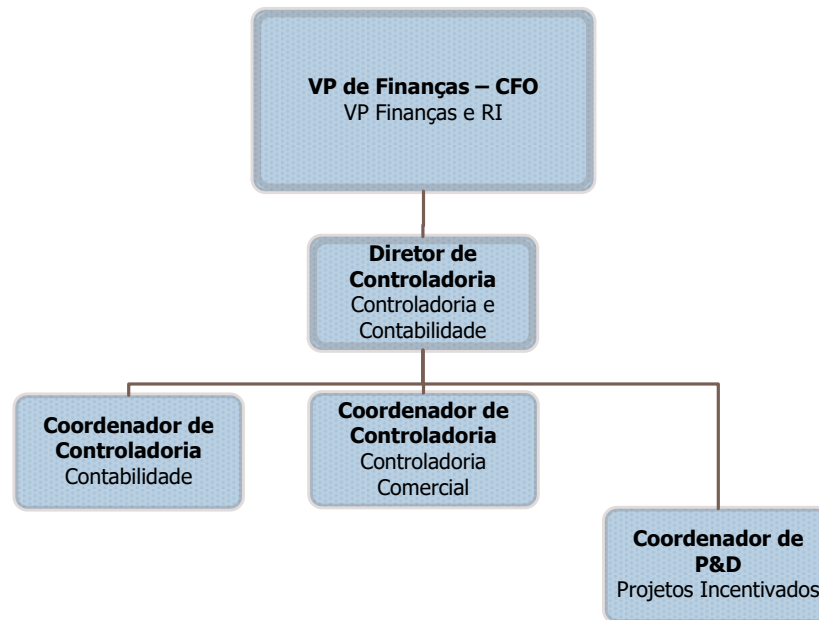 VP de Finanças – CFO
VP Finanças e RI
Diretor de
Controladoria
Controladoria e
Contabilidade
Coordenador de
Controladoria
Contabilidade
Coordenador de
Controladoria
Controladoria
Comercial
Coordenador de
P&D
Projetos Incentivados